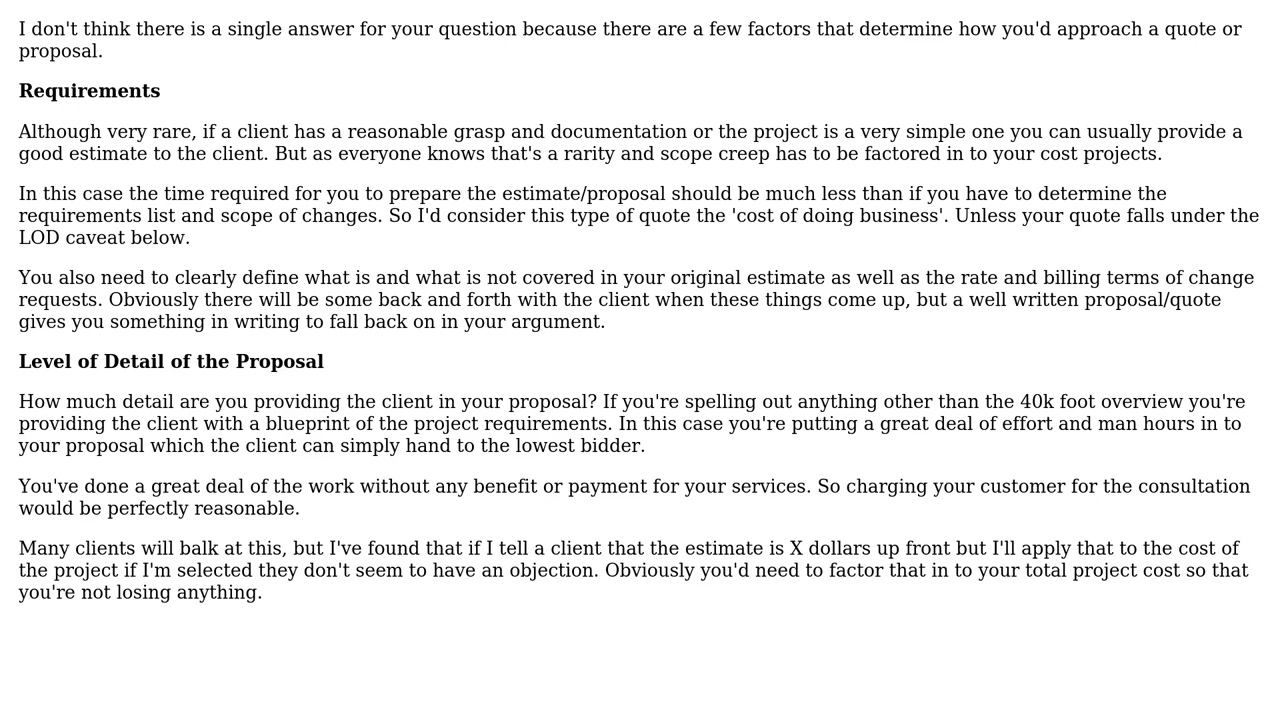 I don't think there is a single answer for your question because there are a few factors that determine how you'd approach a quote or
proposal.
Requirements
Although very rare, if a client has a reasonable grasp and documentation or the project is a very simple one you can usually provide a
good estimate to the client. But as everyone knows that's a rarity and scope creep has to be factored in to your cost projects.
In this case the time required for you to prepare the estimate/proposal should be much less than if you have to determine the
requirements list and scope of changes. So I'd consider this type of quote the 'cost of doing business'. Unless your quote falls under the
LOD caveat below.
You also need to clearly define what is and what is not covered in your original estimate as well as the rate and billing terms of change
requests. Obviously there will be some back and forth with the client when these things come up, but a well written proposal/quote
gives you something in writing to fall back on in your argument.
Level of Detail of the Proposal
How much detail are you providing the client in your proposal? If you're spelling out anything other than the 40k foot overview you're
providing the client with a blueprint of the project requirements. In this case you're putting a great deal of effort and man hours in to
your proposal which the client can simply hand to the lowest bidder.
You've done a great deal of the work without any benefit or payment for your services. So charging your customer for the consultation
would be perfectly reasonable.
Many clients will balk at this, but I've found that if I tell a client that the estimate is X dollars up front but I'll apply that to the cost of
the project if I'm selected they don't seem to have an objection. Obviously you'd need to factor that in to your total project cost so that
you're not losing anything.